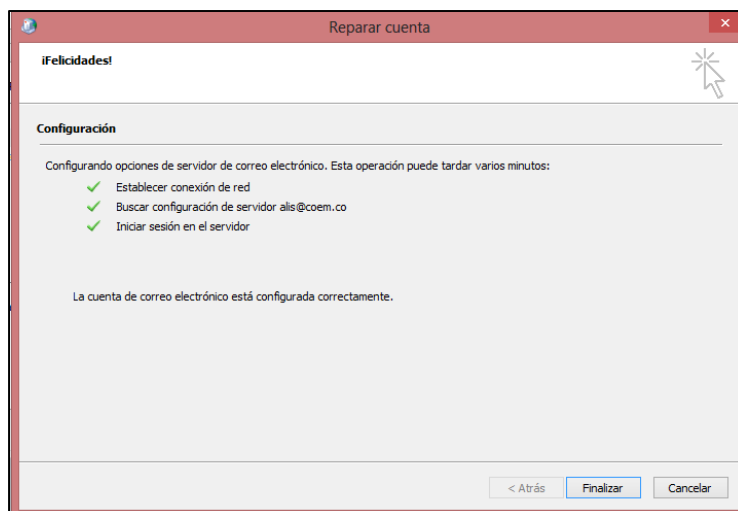 Reparar cuenta
¡Felicidades!
Configuración
Configurando opciones de servidor de correo electrónico. Esta operación puede tardar varios minutos:
Establecer conexión de red
Buscar configuración de servidor alis@coem.co
Iniciar sesión en el servidor
La cuenta de correo electrónico está configurada correctamente.
< Atrás Finalizar Cancelar